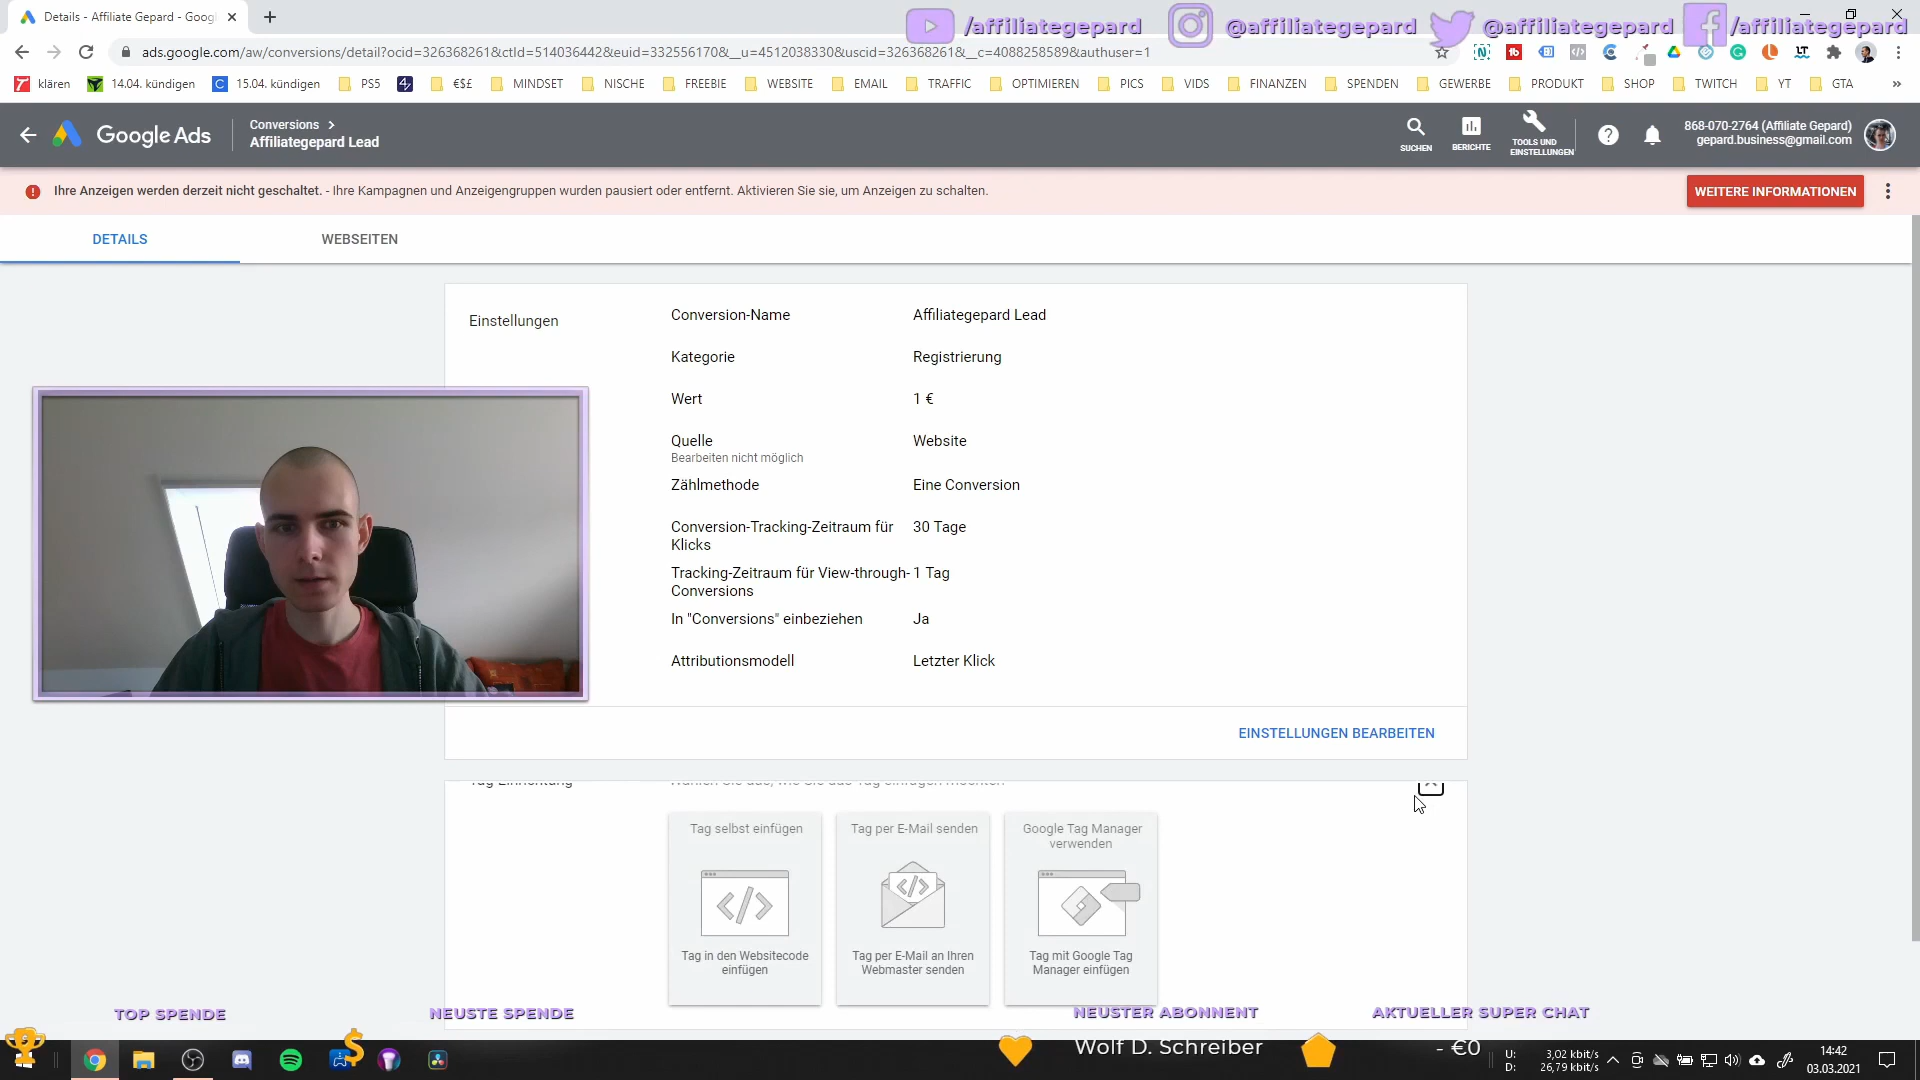 Details - Affiliate Gepard - Goog
/affiliategepard
@affiliategepard
@affiliategepard
/affiliategepard
ads.google.com/aw/conversions/detail?ocid=326368261&ctId=514036442&euid=332556170&__u=4512038330&uscid=326368261&__c=4088258589&authuser=1
klären
14.04. kündigen
15.04. kündigen
PS5
€$£
MINDSET
NISCHE
FREEBIE
WEBSITE
EMAIL
TRAFFIC
OPTIMIEREN
PICS
VIDS
FINANZEN
SPENDEN
GEWERBE
PRODUKT
SHOP
TWITCH
YT
GTA
»
Google Ads
Conversions >
Affiliategepard Lead
SUCHEN
BERICHTE
TOOLS UND
EINSTELLUNGEN
868-070-2764 (Affiliate Gepard)
gepard.business@gmail.com
Ihre Anzeigen werden derzeit nicht geschaltet. - Ihre Kampagnen und Anzeigengruppen wurden pausiert oder entfernt. Aktivieren Sie sie, um Anzeigen zu schalten.
WEITERE INFORMATIONEN
DETAILS
WEBSEITEN
Einstellungen
Conversion-Name
Affiliategepard Lead
Kategorie
Registrierung
Wert
1 €
Quelle
Bearbeiten nicht möglich
Website
Zählmethode
Eine Conversion
Conversion-Tracking-Zeitraum für
Klicks
30 Tage
Tracking-Zeitraum für View-through-
Conversions
1 Tag
In "Conversions" einbeziehen
Ja
Attributionsmodell
Letzter Klick
EINSTELLUNGEN BEARBEITEN
Tag selbst einfügen
Tag in den Websitecode
einfügen
Tag per E-Mail senden
Tag per E-Mail an Ihren
Webmaster senden
Google Tag Manager
verwenden
Tag mit Google Tag
Manager einfügen
TOP SPENDE
NEUSTE SPENDE
NEUSTER ABONNENT
AKTUELLER SUPER CHAT
Wolf D. Schreiber
- €0
U: 3,02 kbit/s
D: 26,79 kbit/s
14:42
03.03.2021